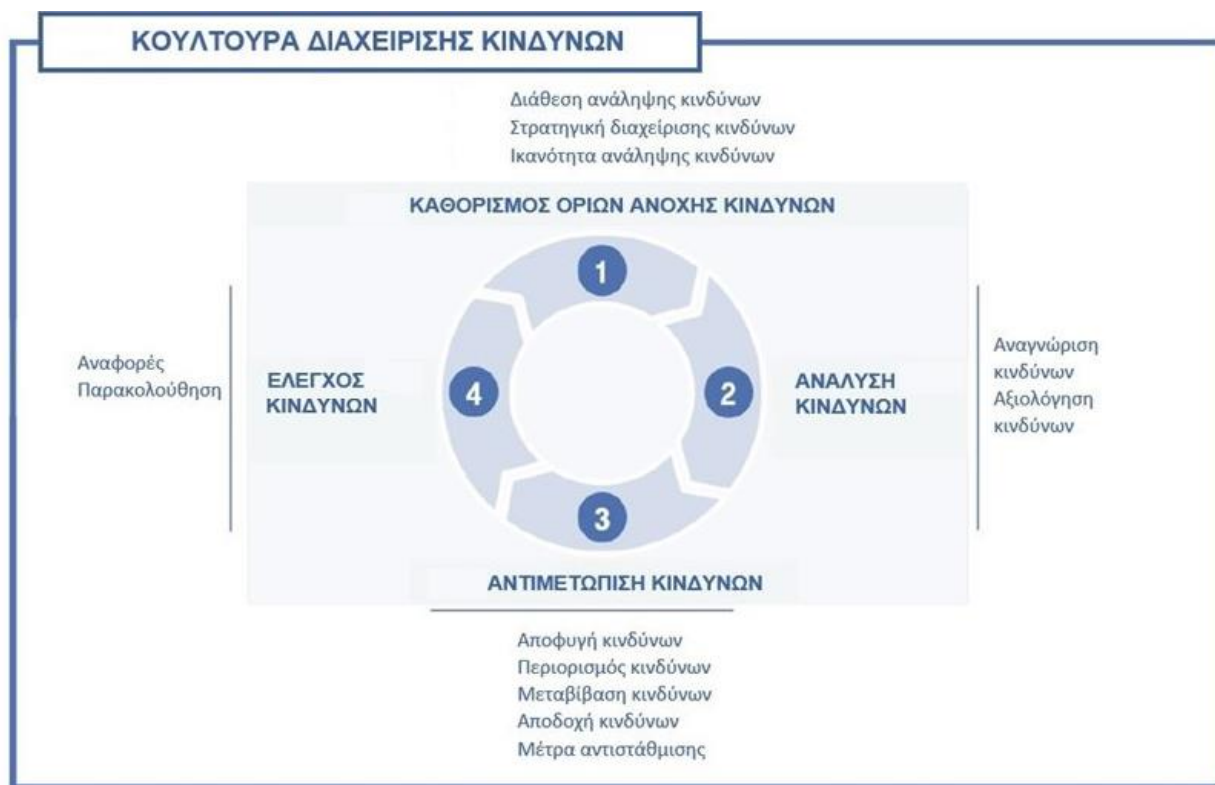 ΚΟΥΛΤΟΥΡΑ ΔΙΑΧΕΙΡΙΣΗΣ ΚΙΝΔΥΝΩΝ
Διάθεση ανάληψης κινδύνων
Στρατηγική διαχείρισης κινδύνων
Ικανότητα ανάληψης κινδύνων
ΚΑΘΟΡΙΣΜΟΣ ΟΡΙΩΝ ΑΝΟΧΗΣ ΚΙΝΔΥΝΩΝ
1
Αναγνώριση
κινδύνων
Αξιολόγηση
κινδύνων
ΑΝΑΛΥΣΗ
ΚΙΝΔΥΝΩΝ
2
Αναφορές
Παρακολούθηση
ΕΛΕΓΧΟΣ
ΚΙΝΔΥΝΩΝ
4
3
ΑΝΤΙΜΕΤΩΠΙΣΗ ΚΙΝΔΥΝΩΝ
Αποφυγή κινδύνων
Περιορισμός κινδύνων
Μεταβίβαση κινδύνων
Αποδοχή κινδύνων
Μέτρα αντιστάθμισης